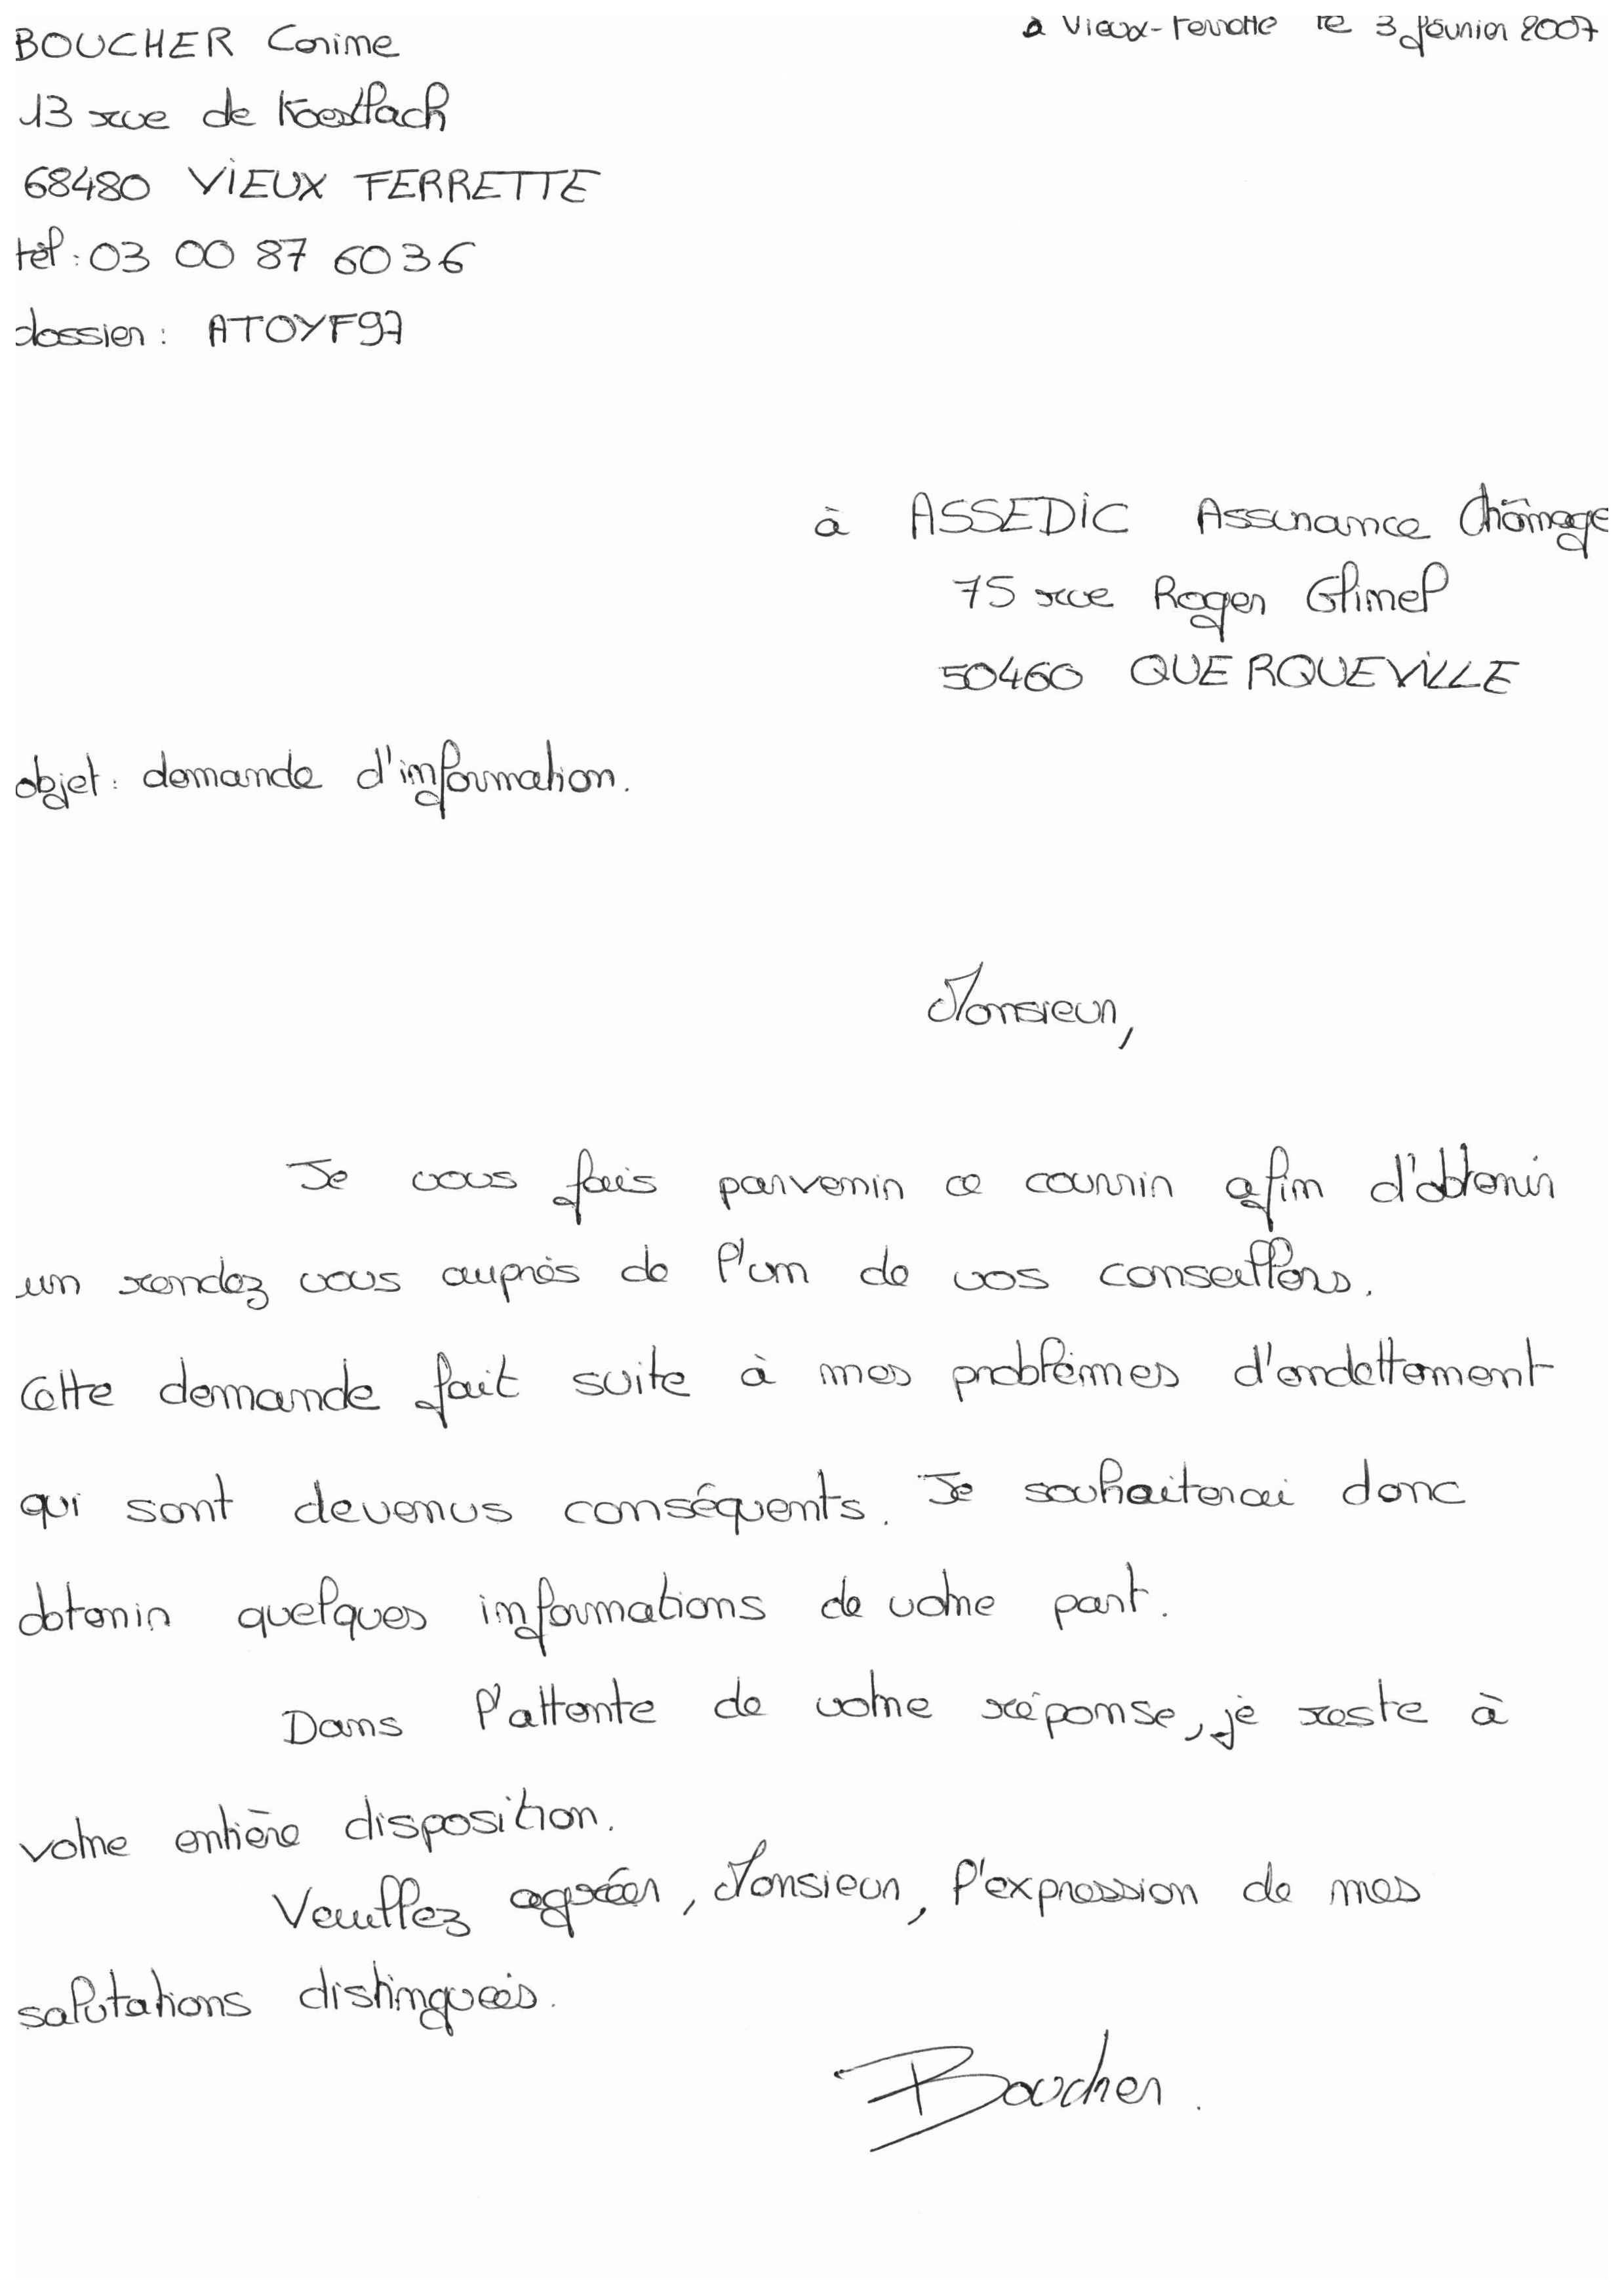 BOUCHER Corinne
à Vieux-Ferrette le 3 février 2007
13 rue de Koestlach
68480 VIEUX FERRETTE
tél : 03 00 87 60 36
dossier : ATOYF97
à ASSEDIC Assurance Chômage
75 rue Roger Glinel
50460 QUERQUEVILLE
objet : demande d'information.
Monsieur,
Je vous fais parvenir ce courrir afin d'obtenir
un rendez vous auprès de l'un de vos conseillers.
Cette demande fait suite à mes problèmes d'endettement
qui sont devenus conséquents. Je souhaiterai donc
obtenir quelques informations de votre part.
Dans l'attente de votre réponse, je reste à
votre entière disposition.
Veuillez agréer, Monsieur, l'expression de mes
salutations distinguées.
Boucher.